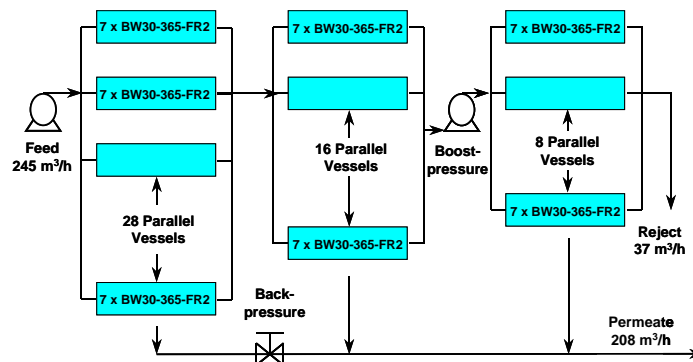 7 x BW30-365-FR2
7 x BW30-365-FR2
7 x BW30-365-FR2
7 x BW30-365-FR2
Feed
245 m³/h
16 Parallel
Vessels
Boost-
pressure
8 Parallel
Vessels
28 Parallel
Vessels
7 x BW30-365-FR2
Reject
37 m³/h
7 x BW30-365-FR2
7 x BW30-365-FR2
Back-
pressure
Permeate
208 m³/h